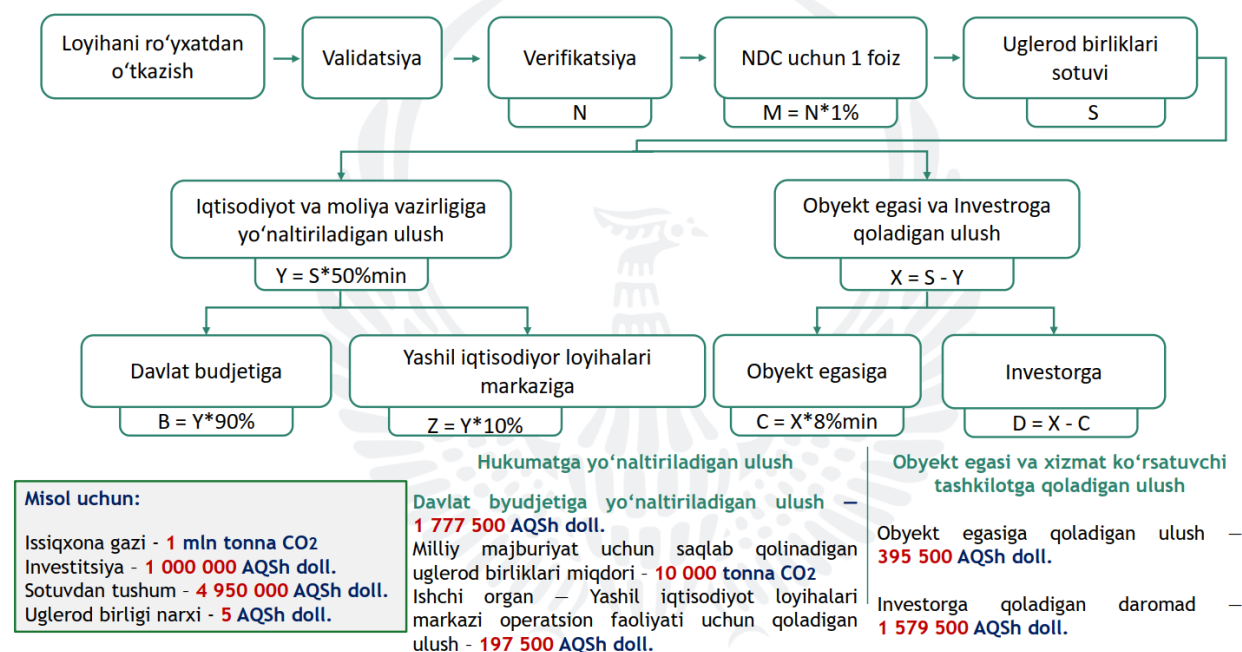 Loyihani ro‘yxatdan
o‘tkazish
Validatsiya
Verifikatsiya
NDC uchun 1 foiz
Uglerod birliklari
sotuvi
N
M = N*1%
S
Iqtisodiyot va moliya vazirligiga
yo‘naltiriladigan ulush
Obyekt egasi va Investroga
qoladigan ulush
Y = S*50%min
X = S - Y
Davlat budjetiga
Yashil iqtisodiyor loyihalari
markaziga
Obyekt egasiga
Investorga
B = Y*90%
Z = Y*10%
C = X*8%min
D = X - C
Misol uchun:
Issiqxona gazi - 1 mln tonna CO2
Investitsiya – 1 000 000 AQSh doll.
Sotuvdan tushum – 4 950 000 AQSh doll.
Uglerod birligi narxi - 5 AQSh doll.
Hukumatga yo‘naltiriladigan ulush
Davlat byudjetiga yo‘naltiriladigan ulush —
1 777 500 AQSh doll.
Milliy majburiyat uchun saqlab qolinadigan
uglerod birliklari miqdori - 10 000 tonna CO2
Ishchi organ — Yashil iqtisodiyot loyihalari
markazi operatsion faoliyati uchun qoladigan
ulush - 197 500 AQSh doll.
Obyekt egasi va xizmat ko‘rsatuvchi
tashkilotga qoladigan ulush
Obyekt egasiga qoladigan ulush —
395 500 AQSh doll.
Investorga qoladigan daromad —
1 579 500 AQSh doll.